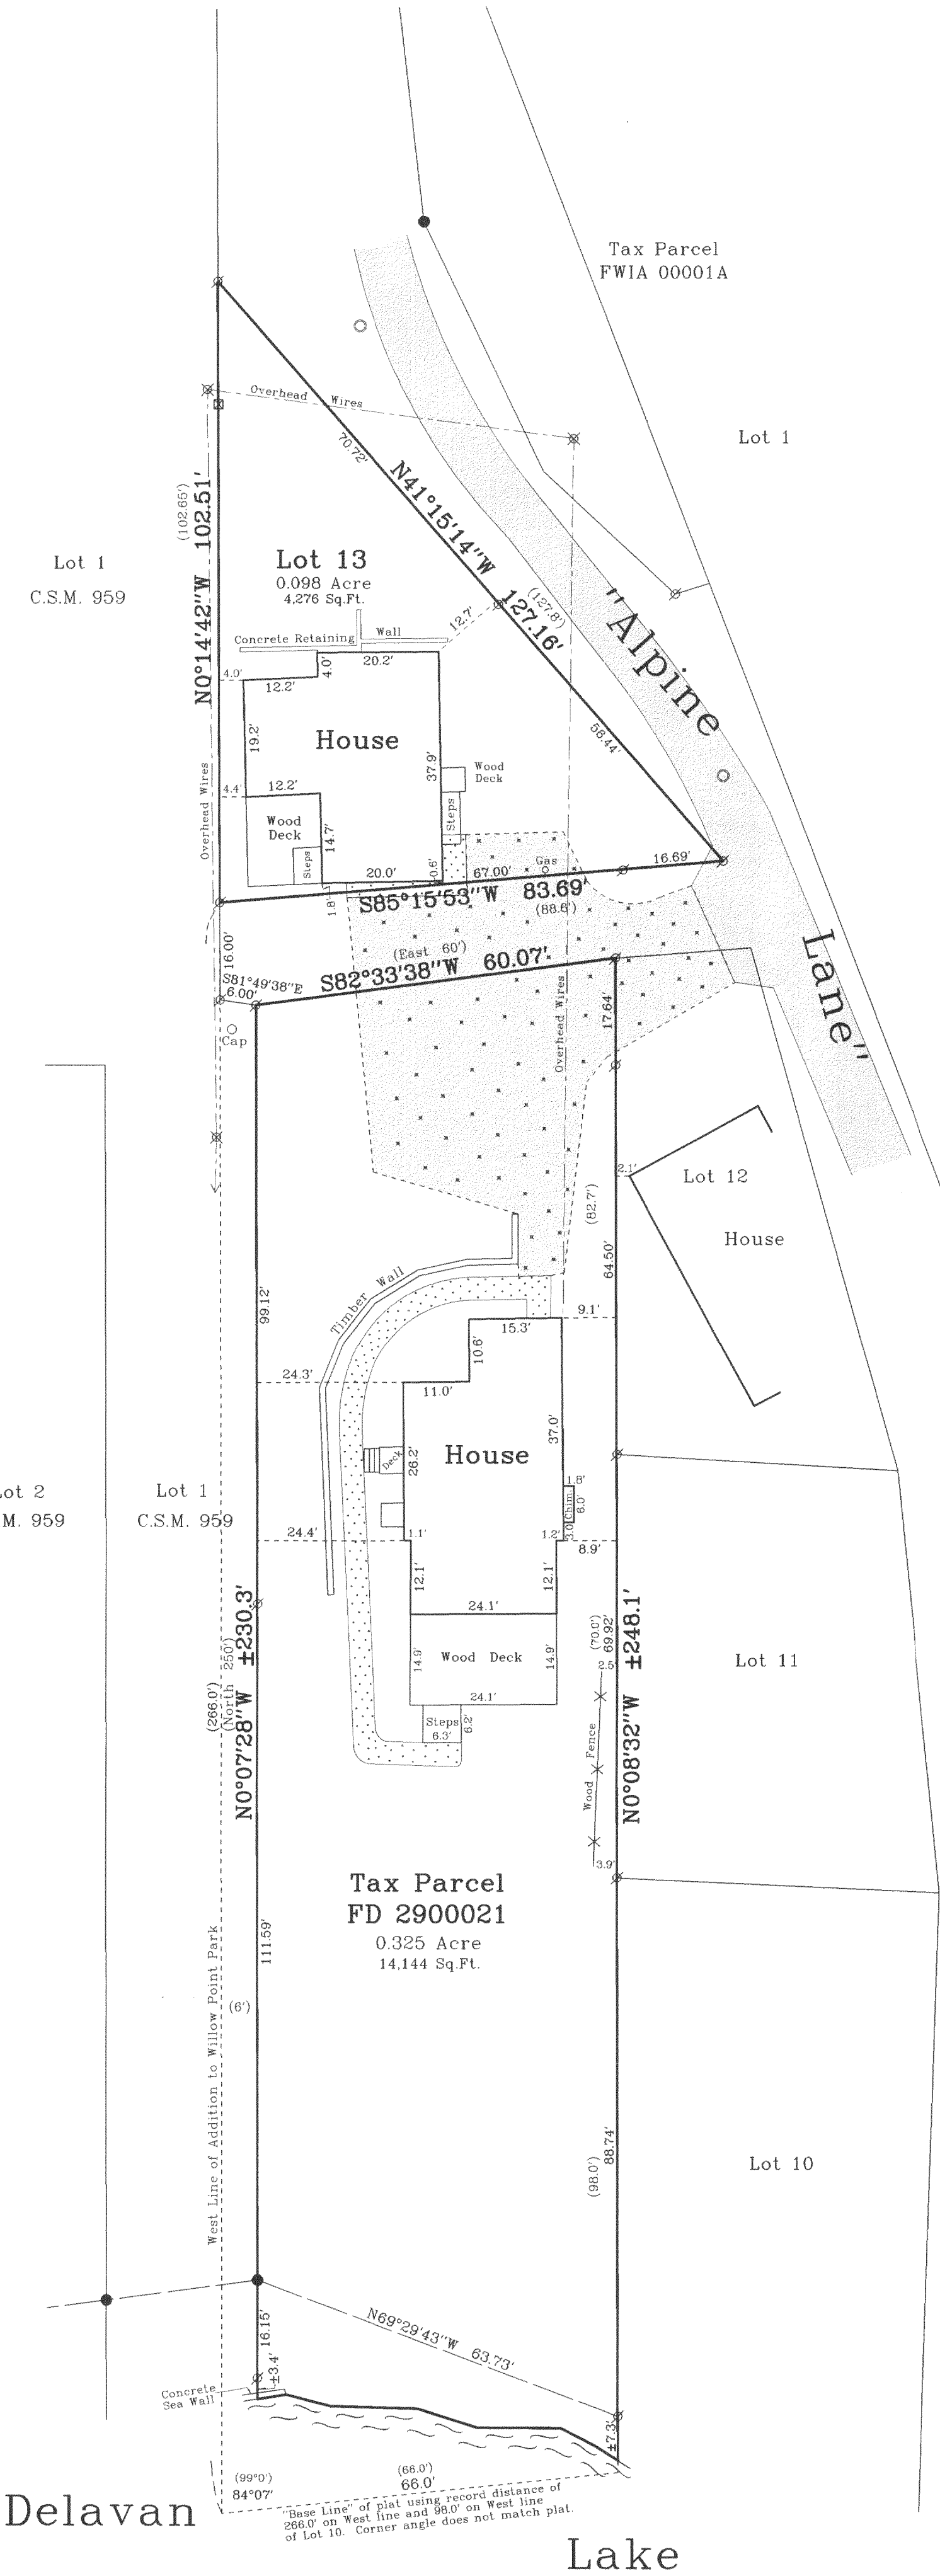 Tax Parcel
FWIA 00001A
Lot 1
Overhead Wires
70.72'
N41°15'14"W 127.16'
(127.8')
56.44'
N0°14'42"W 102.51'
(102.65')
Lot 1
C.S.M. 959
Lot 13
0.098 Acre
4,276 Sq.Ft.
"Alpine
Lane"
Concrete Retaining Wall
12.7'
20.2'
4.0'
4.0'
12.2'
19.2'
House
37.9'
Wood
Deck
Steps
4.4'
12.2'
Wood
Deck
Steps
14.7'
Overhead Wires
20.0'
0.6'
1.8'
67.00'
Gas
16.69'
S85°15'53"W 83.69'
(88.6')
16.00'
S81°49'38"E
6.00'
(East 60')
S82°33'38"W 60.07'
Cap
Overhead Wires
17.64'
2.1'
Lot 12
House
(82.7')
64.50'
99.12'
Timber Wall
9.1'
15.3'
10.6'
24.3'
11.0'
37.0'
House
26.2'
Deck
1.8'
Chim.
8.0'
3.0'
Lot 2
M. 959
Lot 1
C.S.M. 959
24.4'
1.1'
1.2'
8.9'
12.1'
12.1'
24.1'
N0°07'28"W ±230.3'
(266.0')
(North 250')
14.9'
Wood Deck
14.9'
24.1'
Steps
6.3'
6.2'
(70.0')
69.92'
2.5'
Wood Fence
3.9'
N0°08'32"W ±248.1'
Lot 11
Tax Parcel
FD 2900021
0.325 Acre
14,144 Sq.Ft.
111.59'
(6')
West Line of Addition to Willow Point Park
(98.0')
88.74'
Lot 10
N69°29'43"W 63.73'
16.15'
±3.4'
±7.3'
Concrete
Sea Wall
(99°0')
84°07'
(66.0')
66.0'
"Base Line" of plat using record distance of
266.0' on West line and 98.0' on West line
of Lot 10. Corner angle does not match plat.
Delavan
Lake